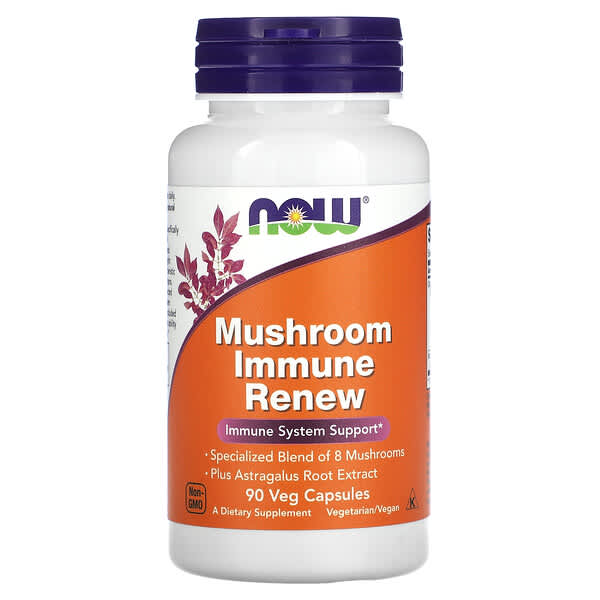 NOW®
Mushroom
Immune
Renew
Immune System Support*
• Specialized Blend of 8 Mushrooms
• Plus Astragalus Root Extract
90 Veg Capsules
Non-
GMO
A Dietary Supplement Vegetarian/Vegan
K